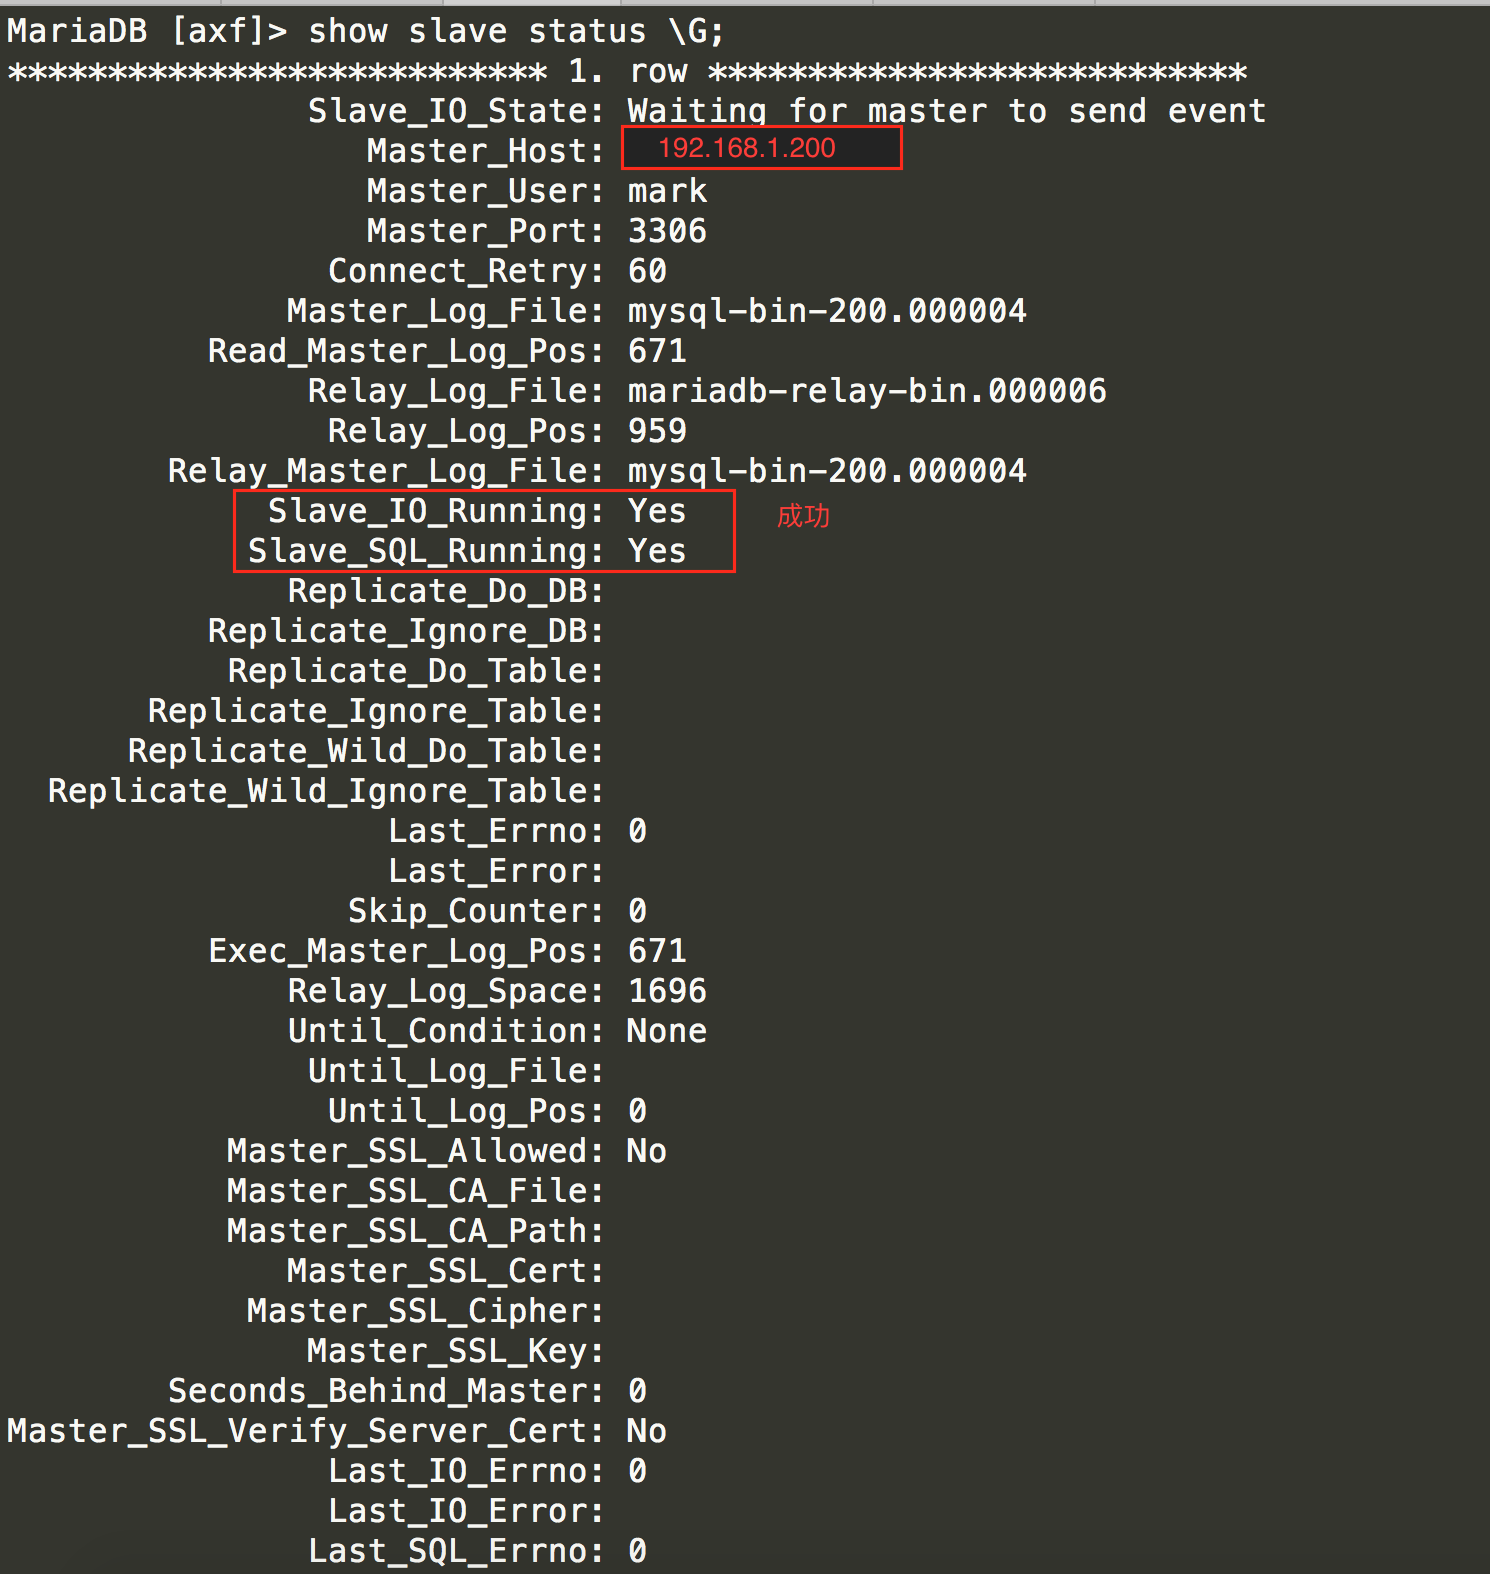 MariaDB [axf]> show slave status \G;
*************************** 1. row ***************************
Slave_IO_State: Waiting for master to send event
Master_Host: 192.168.1.200
Master_User: mark
Master_Port: 3306
Connect_Retry: 60
Master_Log_File: mysql-bin-200.000004
Read_Master_Log_Pos: 671
Relay_Log_File: mariadb-relay-bin.000006
Relay_Log_Pos: 959
Relay_Master_Log_File: mysql-bin-200.000004
Slave_IO_Running: Yes 成功
Slave_SQL_Running: Yes
Replicate_Do_DB:
Replicate_Ignore_DB:
Replicate_Do_Table:
Replicate_Ignore_Table:
Replicate_Wild_Do_Table:
Replicate_Wild_Ignore_Table:
Last_Errno: 0
Last_Error:
Skip_Counter: 0
Exec_Master_Log_Pos: 671
Relay_Log_Space: 1696
Until_Condition: None
Until_Log_File:
Until_Log_Pos: 0
Master_SSL_Allowed: No
Master_SSL_CA_File:
Master_SSL_CA_Path:
Master_SSL_Cert:
Master_SSL_Cipher:
Master_SSL_Key:
Seconds_Behind_Master: 0
Master_SSL_Verify_Server_Cert: No
Last_IO_Errno: 0
Last_IO_Error:
Last_SQL_Errno: 0